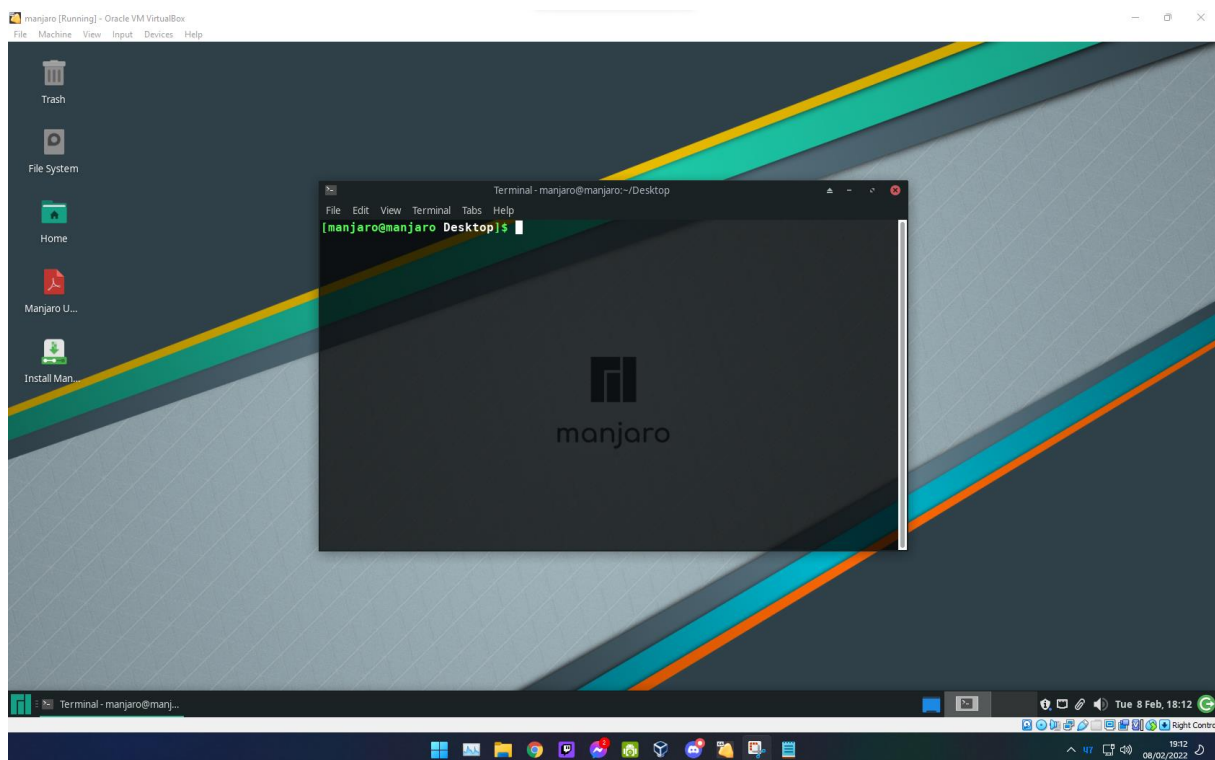 manjaro [Running] - Oracle VM VirtualBox
File Machine View Input Devices Help
Trash
File System
Home
Manjaro U...
Install Man...
Terminal - manjaro@manjaro:~/Desktop
File Edit View Terminal Tabs Help
[manjaro@manjaro Desktop]$
manjaro
Terminal - manjaro@manj...
Tue 8 Feb, 18:12
Right Contro
47
19:12
08/02/2022